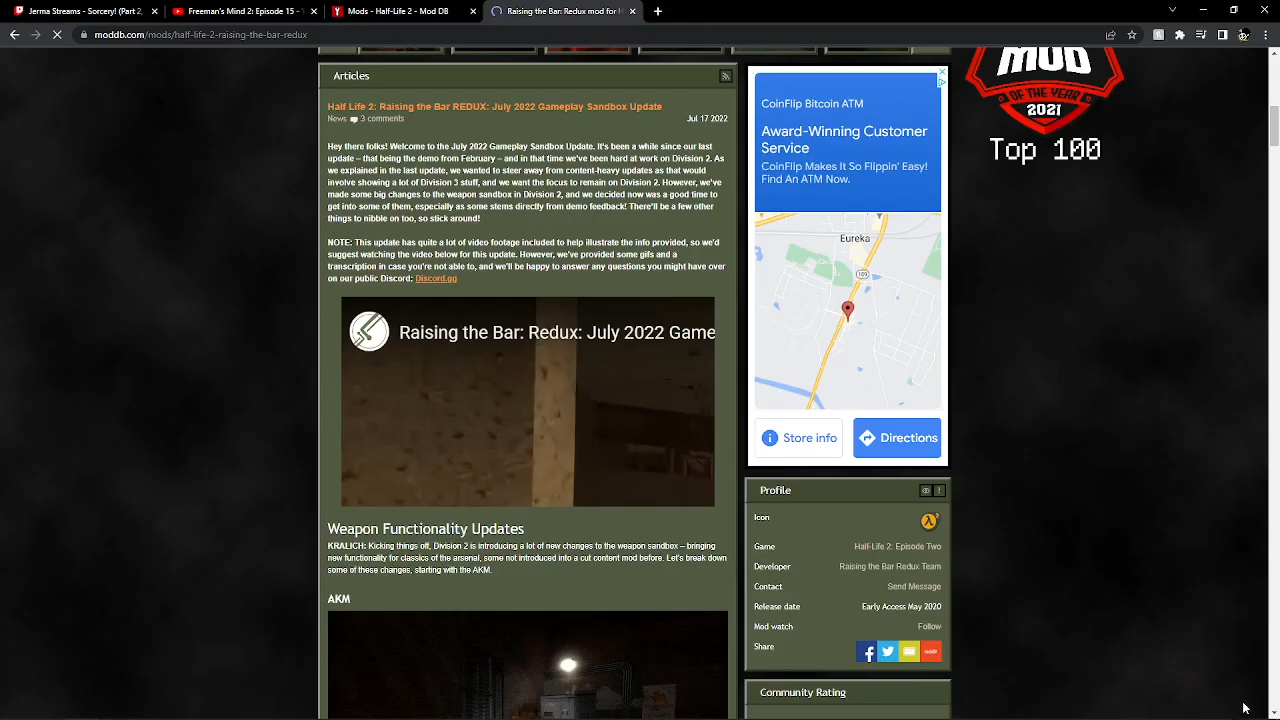 Jerma Streams - Sorcery! (Part 2,
Freeman's Mind 2: Episode 15 -
Mods - Half-Life 2 - Mod DB
Raising the Bar: Redux mod for H
moddb.com/mods/half-life-2-raising-the-bar-redux
MOD
OF THE YEAR
2021
Top 100
Articles
Half Life 2: Raising the Bar REDUX: July 2022 Gameplay Sandbox Update
News 3 comments Jul 17 2022
Hey there folks! Welcome to the July 2022 Gameplay Sandbox Update. It's been a while since our last
update – that being the demo from February – and in that time we've been hard at work on Division 2. As
we explained in the last update, we wanted to steer away from content-heavy updates as that would
involve showing a lot of Division 3 stuff, and we want the focus to remain on Division 2. However, we've
made some big changes to the weapon sandbox in Division 2, and we decided now was a good time to
get into some of them, especially as some stems directly from demo feedback! There'll be a few other
things to nibble on too, so stick around!
NOTE: This update has quite a lot of video footage included to help illustrate the info provided, so we'd
suggest watching the video below for this update. However, we've provided some gifs and a
transcription in case you're not able to, and we'll be happy to answer any questions you might have over
on our public Discord: Discord.gg
Raising the Bar: Redux: July 2022 Game
Weapon Functionality Updates
KRALICH: Kicking things off, Division 2 is introducing a lot of new changes to the weapon sandbox – bringing
new functionality for each of the arsenal, some not introduced into a cut content mod before. Let's break down
some of these changes, starting with the AKM.
AKM
CoinFlip Bitcoin ATM
Award-Winning Customer
Service
CoinFlip Makes It So Flippin' Easy!
Find An ATM Now.
Eureka
109
Store info
Directions
Profile
Icon
Game Half-Life 2: Episode Two
Developer Raising the Bar Redux Team
Contact Send Message
Release date Early Access May 2020
Mod watch Follow
Share
reddit
Community Rating